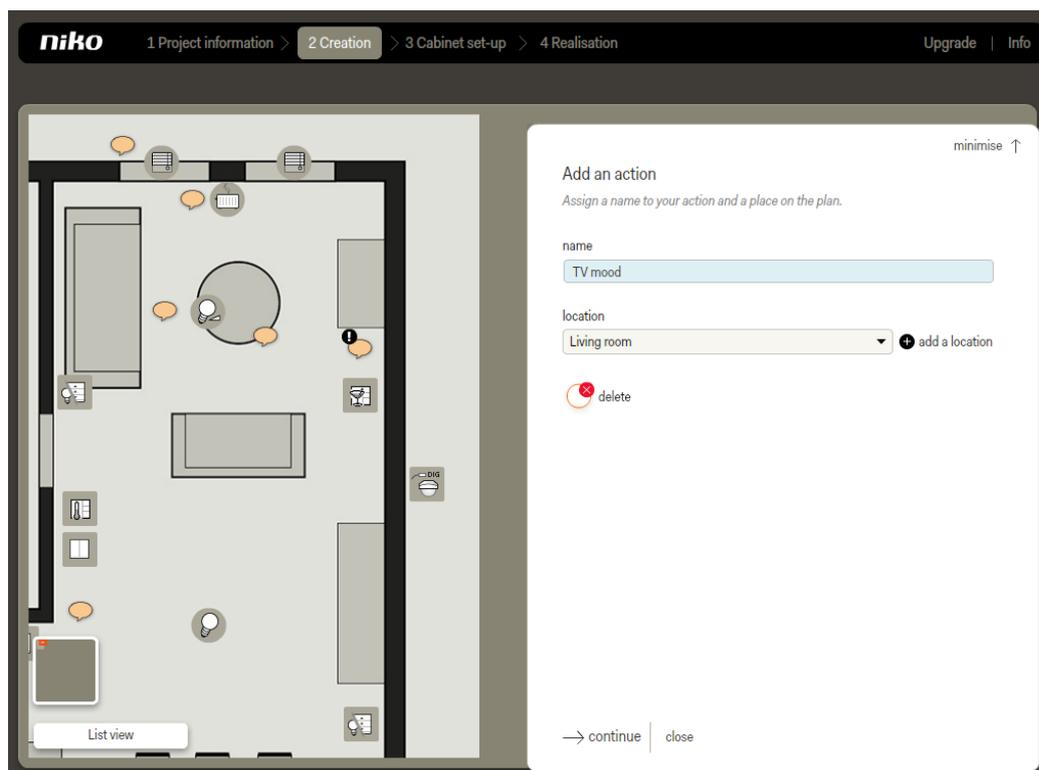 niko
1 Project information
2 Creation
3 Cabinet set-up
4 Realisation
Upgrade | Info
minimise ↑
Add an action
Assign a name to your action and a place on the plan.
name
TV mood
location
Living room
add a location
delete
DIG
List view
continue
close